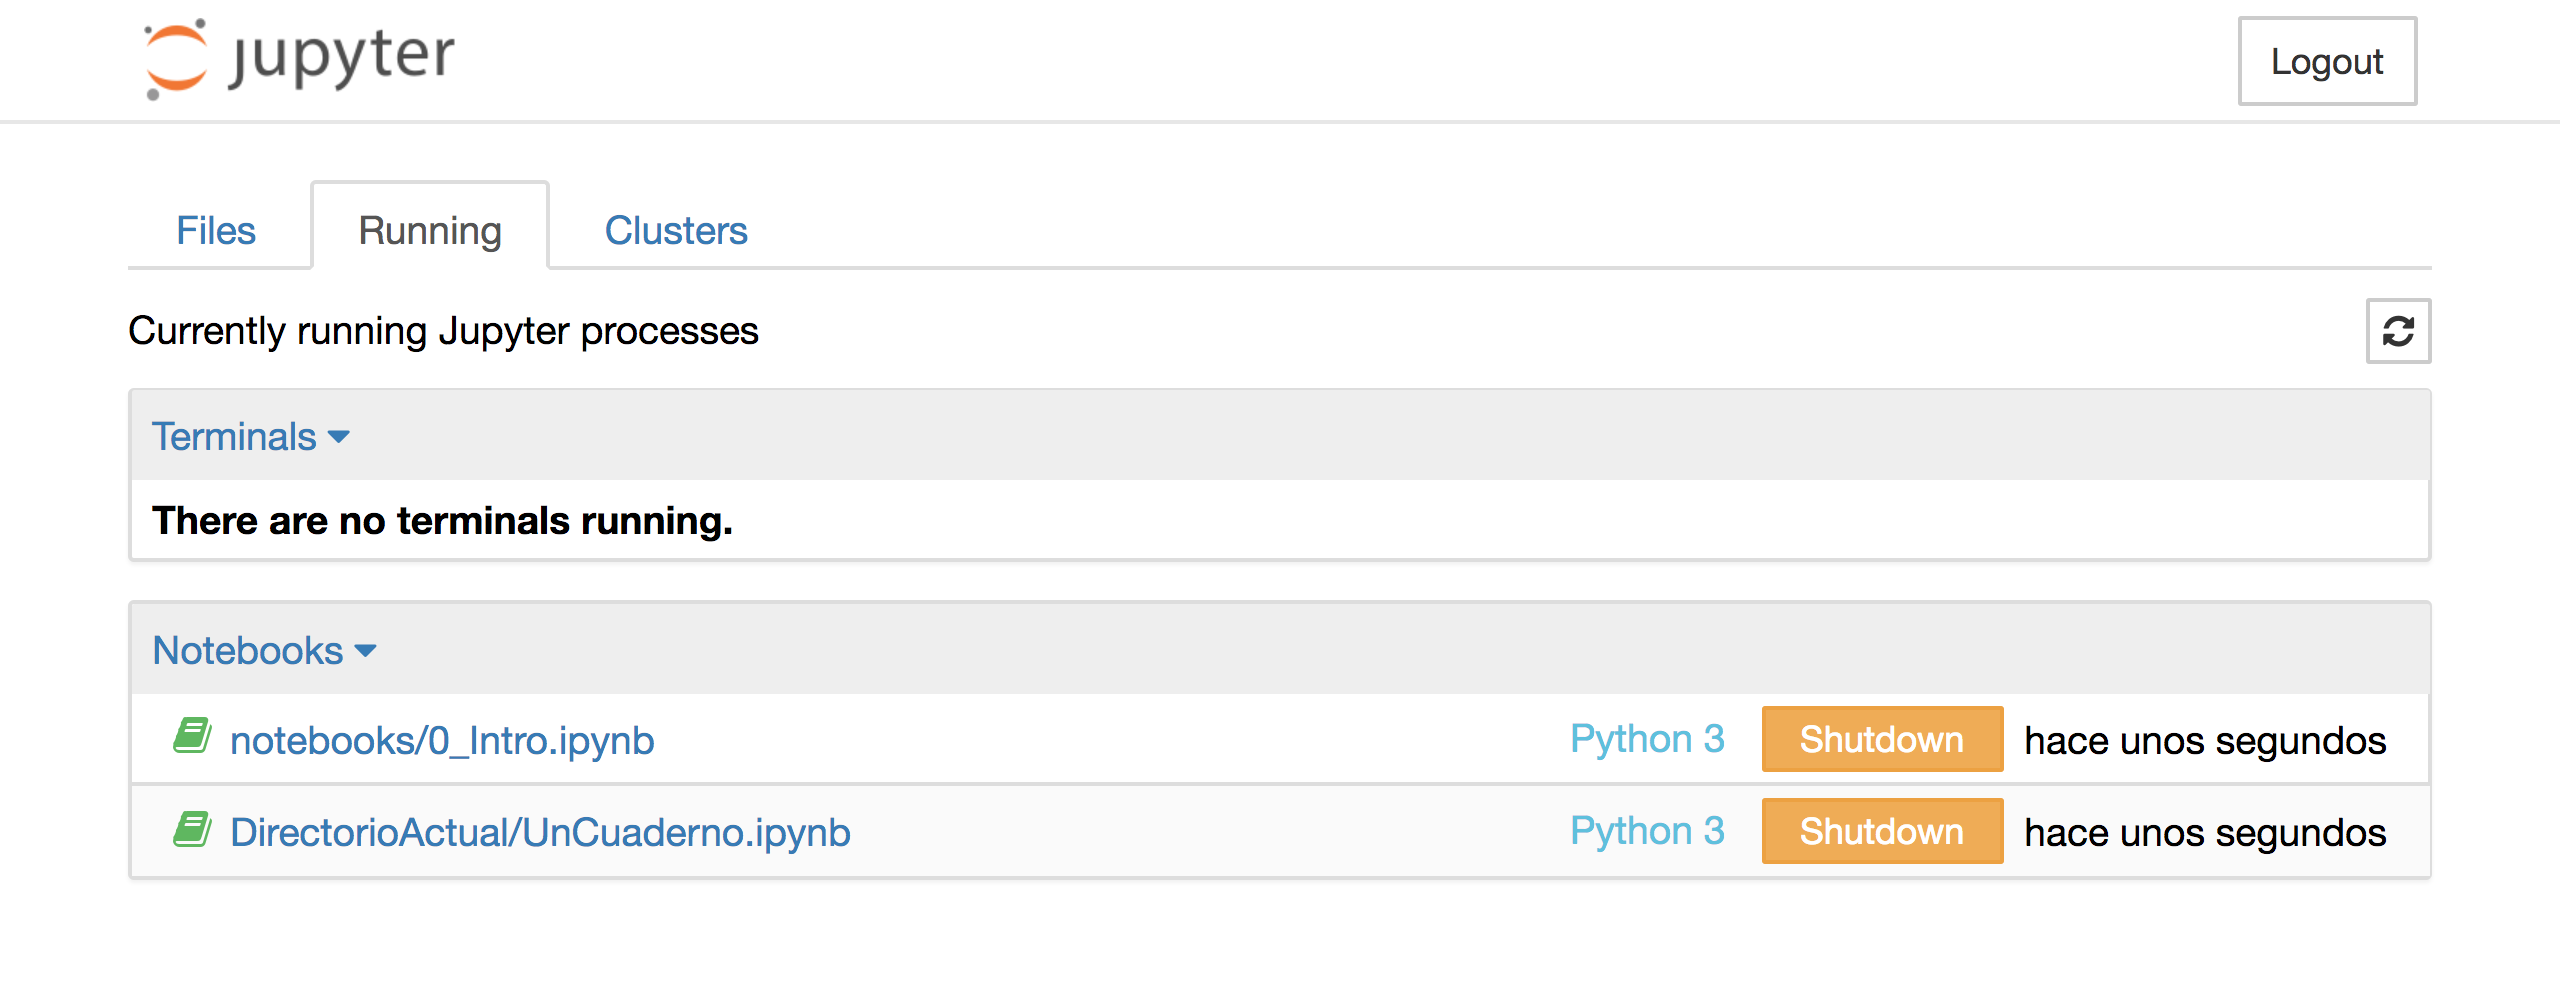 jupyter
Logout
Files Running Clusters
Currently running Jupyter processes
Terminals
There are no terminals running.
Notebooks
notebooks/0_Intro.ipynb Python 3 Shutdown hace unos segundos
DirectorioActual/UnCuaderno.ipynb Python 3 Shutdown hace unos segundos